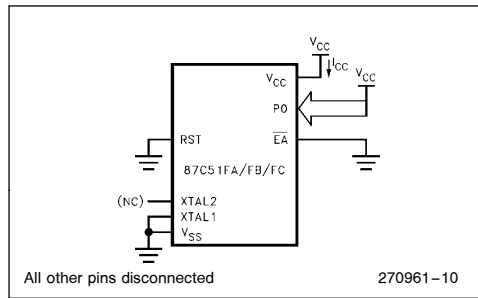 VCC
ICC
VCC
VCC
P0
RST
EA
87C51FA/FB/FC
(NC)
XTAL2
XTAL1
VSS
All other pins disconnected
270961–10